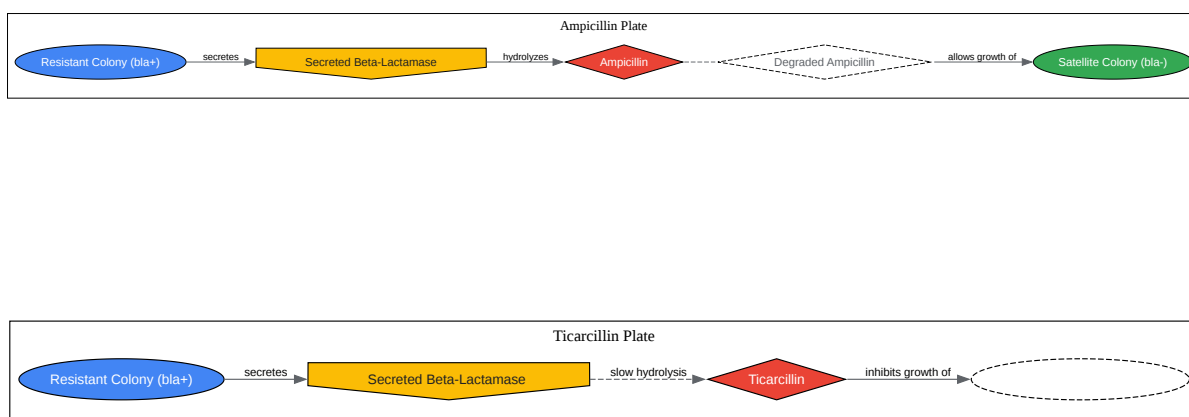 Ampicillin Plate
Resistant Colony (bla+)
secretes
Secreted Beta-Lactamase
hydrolyzes
Ampicillin
Degraded Ampicillin
allows growth of
Satellite Colony (bla-)
Ticarcillin Plate
Resistant Colony (bla+)
secretes
Secreted Beta-Lactamase
slow hydrolysis
Ticarcillin
inhibits growth of